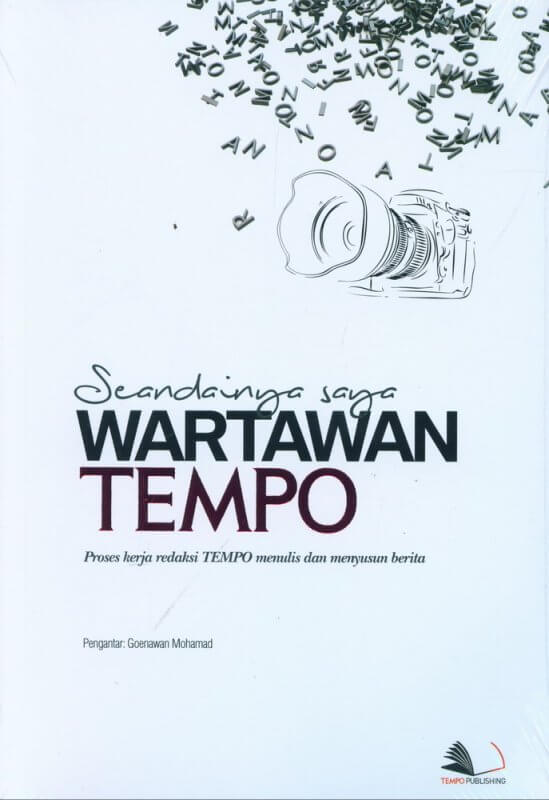 Seandainya saya
WARTAWAN
TEMPO
Proses kerja redaksi TEMPO menulis dan menyusun berita
Pengantar: Goenawan Mohamad
TEMPO PUBLISHING